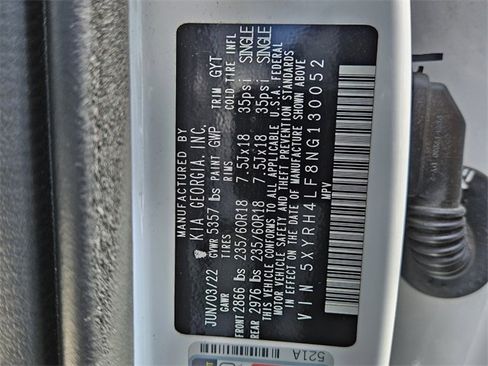 MANUFACTURED BY
KIA GEORGIA, INC.
JUN/03/22 GVWR 5357 lbs PAINT GWP TRIM GYT
GAWR TIRES RIMS COLD TIRE INFL
FRONT 2866 lbs 235/60R18 7.5Jx18 35psi SINGLE
REAR 2976 lbs 235/60R18 7.5Jx18 35psi SINGLE
THIS VEHICLE CONFORMS TO ALL APPLICABLE U.S.A. FEDERAL
MOTOR VEHICLE SAFETY AND THEFT PREVENTION STANDARDS
IN EFFECT ON THE DATE OF MANUFACTURE SHOWN ABOVE
VIN 5XYRH4LF8NG130052
MPV
521A